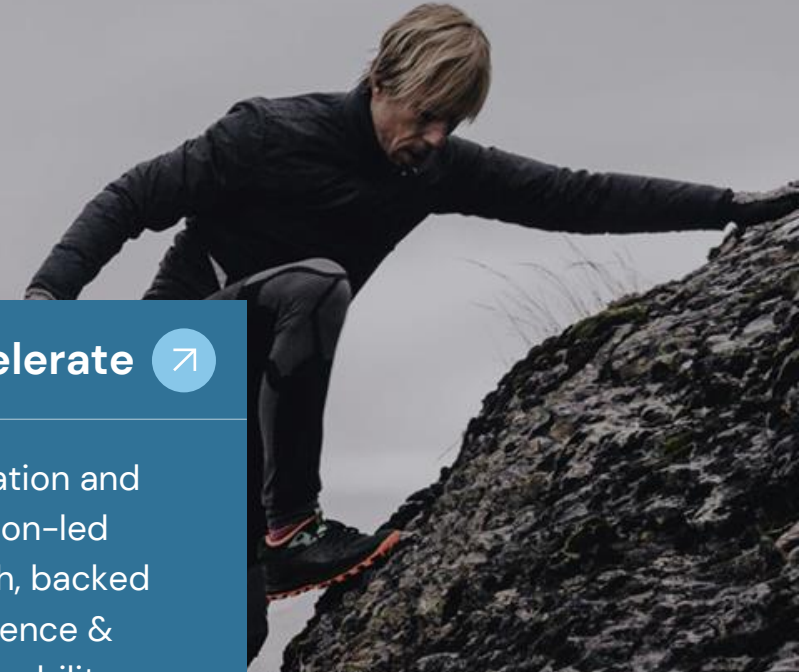 elerate
ation and
on-led
h, backed
ence &